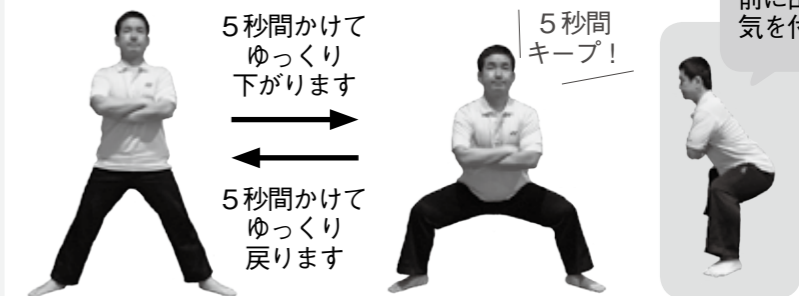 ５秒間かけて
ゆっくり
下がります
５秒間かけて
ゆっくり
戻ります
５秒間
キープ！
前に
気を付